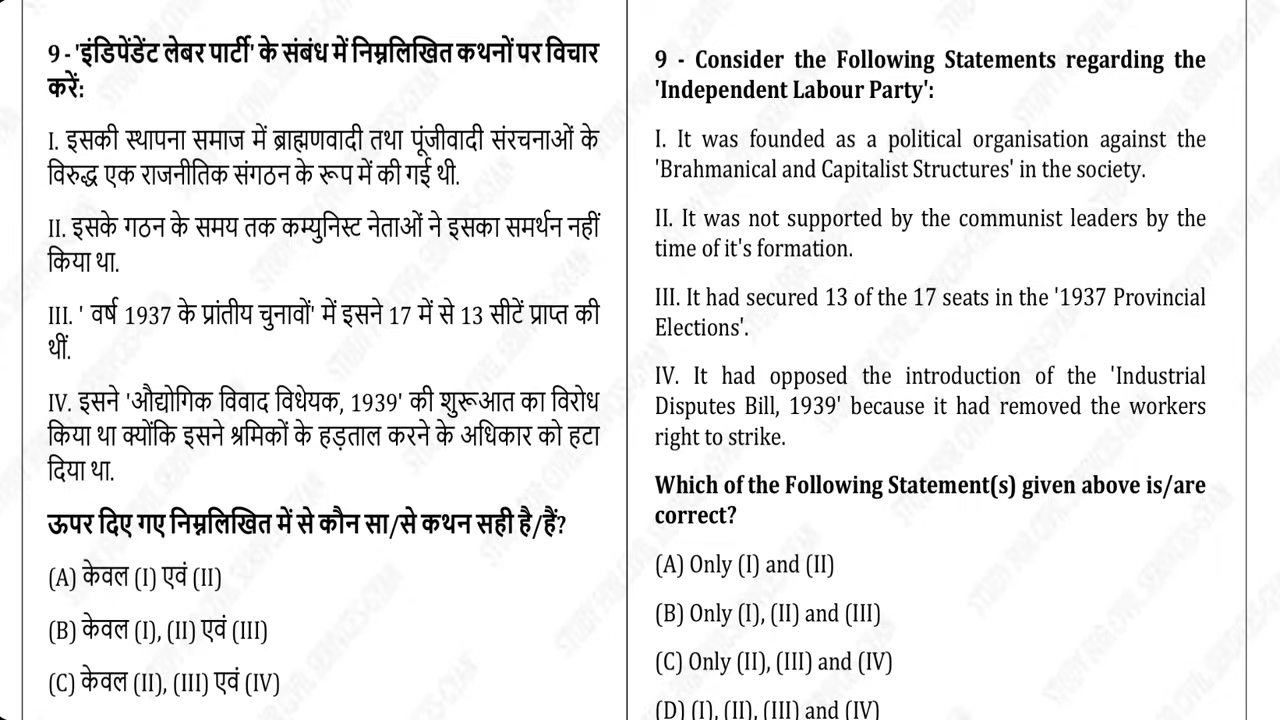 9 - 'इंडिपेंडेंट लेबर पार्टी' के संबंध में निम्नलिखित कथनों पर विचार
करें:
I. इसकी स्थापना समाज में ब्राह्मणवादी तथा पूंजीवादी संरचनाओं के
विरुद्ध एक राजनीतिक संगठन के रूप में की गई थी.
II. इसके गठन के समय तक कम्युनिस्ट नेताओं ने इसका समर्थन नहीं
किया था.
III. ' वर्ष 1937 के प्रांतीय चुनावों' में इसने 17 में से 13 सीटें प्राप्त की
थीं.
IV. इसने 'औद्योगिक विवाद विधेयक, 1939' की शुरूआत का विरोध
किया था क्योंकि इसने श्रमिकों के हड़ताल करने के अधिकार को हटा
दिया था.
ऊपर दिए गए निम्नलिखित में से कौन सा/से कथन सही है/हैं?
(A) केवल (I) एवं (II)
(B) केवल (I), (II) एवं (III)
(C) केवल (II), (III) एवं (IV)
9 - Consider the Following Statements regarding the
'Independent Labour Party':
I. It was founded as a political organisation against the
'Brahmanical and Capitalist Structures' in the society.
II. It was not supported by the communist leaders by the
time of it's formation.
III. It had secured 13 of the 17 seats in the '1937 Provincial
Elections'.
IV. It had opposed the introduction of the 'Industrial
Disputes Bill, 1939' because it had removed the workers
right to strike.
Which of the Following Statement(s) given above is/are
correct?
(A) Only (I) and (II)
(B) Only (I), (II) and (III)
(C) Only (II), (III) and (IV)
(D) (I), (II), (III) and (IV)